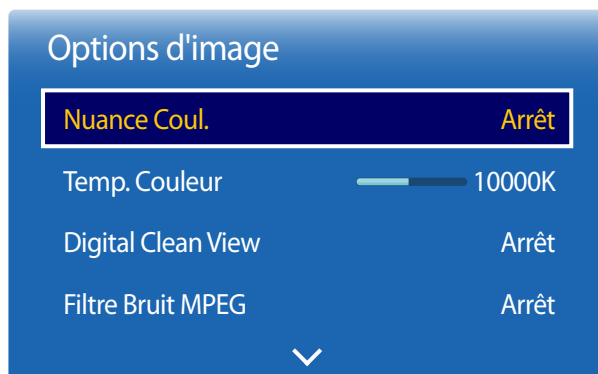 Options d'image
Nuance Coul. Arrêt
Temp. Couleur 10000K
Digital Clean View Arrêt
Filtre Bruit MPEG Arrêt